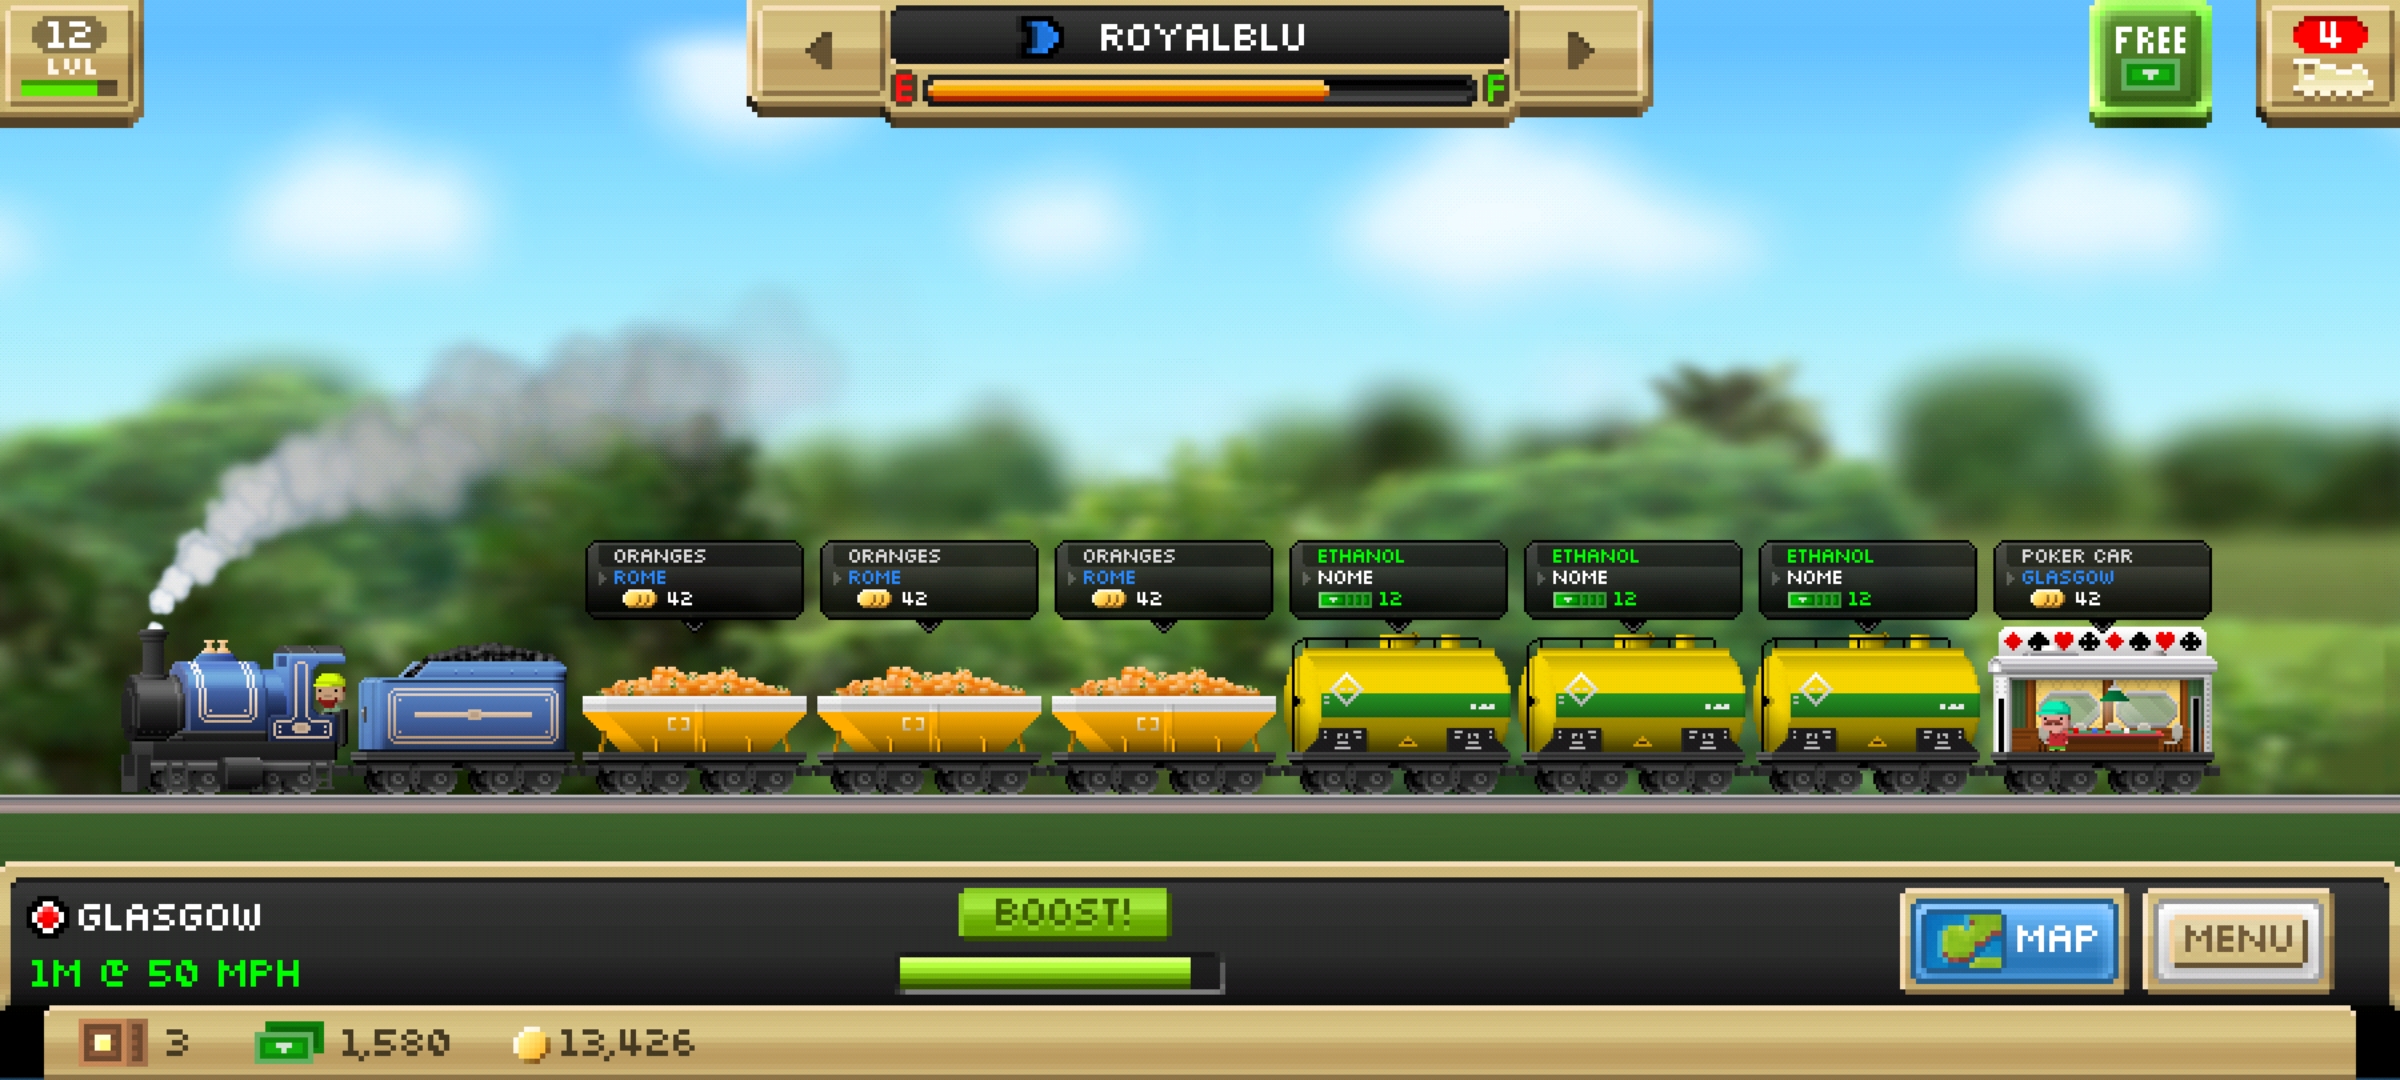 12
LVL
ROYALBLU
E
F
FREE
4
ORANGES
ROME
42
ORANGES
ROME
42
ORANGES
ROME
42
ETHANOL
NOME
12
ETHANOL
NOME
12
ETHANOL
NOME
12
POKER CAR
GLASGOW
42
GLASGOW
1M @ 50 MPH
BOOST!
MAP
MENU
3
1,580
13,426